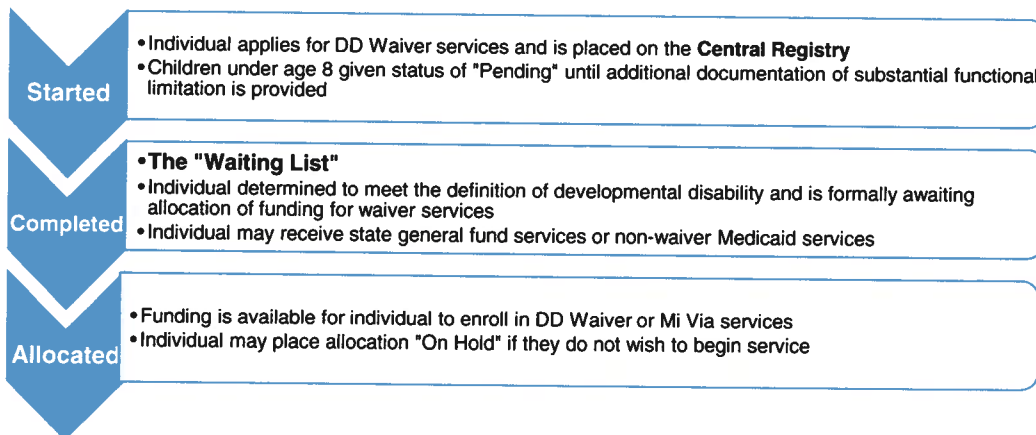 Started
•Individual applies for DD Waiver services and is placed on the Central Registry
•Children under age 8 given status of "Pending" until additional documentation of substantial functional
limitation is provided
Completed
•The "Waiting List"
•Individual determined to meet the definition of developmental disability and is formally awaiting
allocation of funding for waiver services
•Individual may receive state general fund services or non-waiver Medicaid services
Allocated
•Funding is available for individual to enroll in DD Waiver or Mi Via services
•Individual may place allocation "On Hold" if they do not wish to begin service